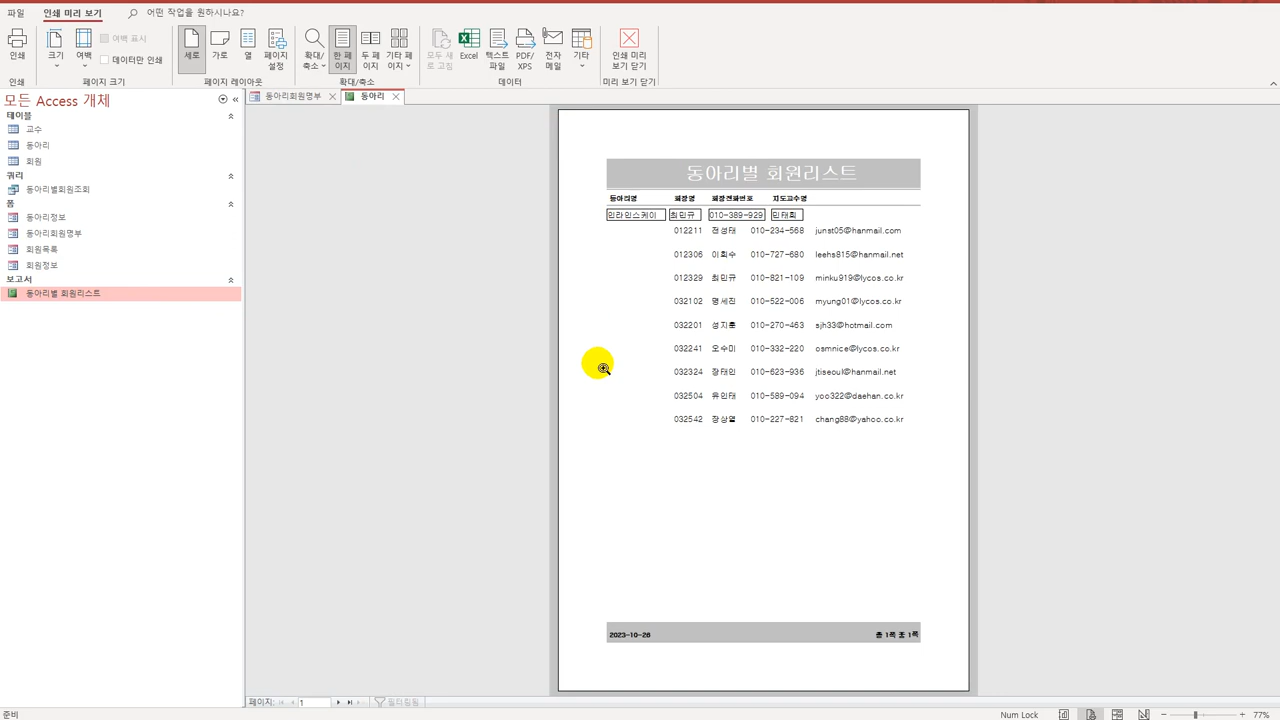 파일 인쇄 미리 보기 어떤 작업을 원하시나요?
인쇄 크기 여백 여백 표시 데이터만 인쇄 세로 가로 열 페이지 설정 확대/축소 한 페이지 두 페이지 기타 페이지 모두 새로 고침 Excel 텍스트 파일 PDF/XPS 전자 메일 기타 인쇄 미리 보기 닫기
인쇄 페이지 크기 페이지 레이아웃 확대/축소 데이터 미리 보기 닫기
모든 Access 개체
동아리회원명부 동아리
테이블
교수
동아리
회원
쿼리
동아리별회원조회
폼
동아리정보
동아리회원명부
회원목록
회원정보
보고서
동아리별 회원리스트
동아리별 회원리스트
동아리명 회장명 회장전화번호 지도교수명
인라인스케이 최민규 010-389-929 민태희
012211 전성태 010-234-568 junst05@hanmail.com
012306 이희수 010-727-680 leehs815@hanmail.net
012329 최민규 010-821-109 minku919@lycos.co.kr
032102 명세진 010-522-006 myung01@lycos.co.kr
032201 성지훈 010-270-463 sjh33@hotmail.com
032241 오수미 010-332-220 osmnice@lycos.co.kr
032324 장태인 010-623-936 jtiseoul@hanmail.net
032504 유민태 010-589-094 yoo322@daehan.co.kr
032542 장상열 010-227-821 chang88@yahoo.co.kr
2023-10-26 총 1쪽 중 1쪽
페이지: 1 필터링됨
준비 Num Lock 77%